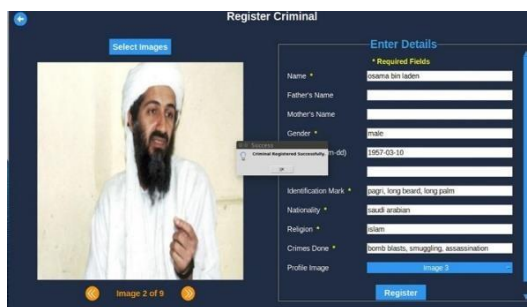 Register Criminal
Select Images
Enter Details
* Required Fields
Name * osama bin laden
Father's Name
Mother's Name
Gender * male
m-dd) 1957-03-10
Success
Criminal Registered Successfully.
Identification Mark * pagri, long beard, long palm
Nationality * saudi arabian
Religion * islam
Crimes Done * bomb blasts, smuggling, assassination
Profile Image Image 3
Image 2 of 9
Register